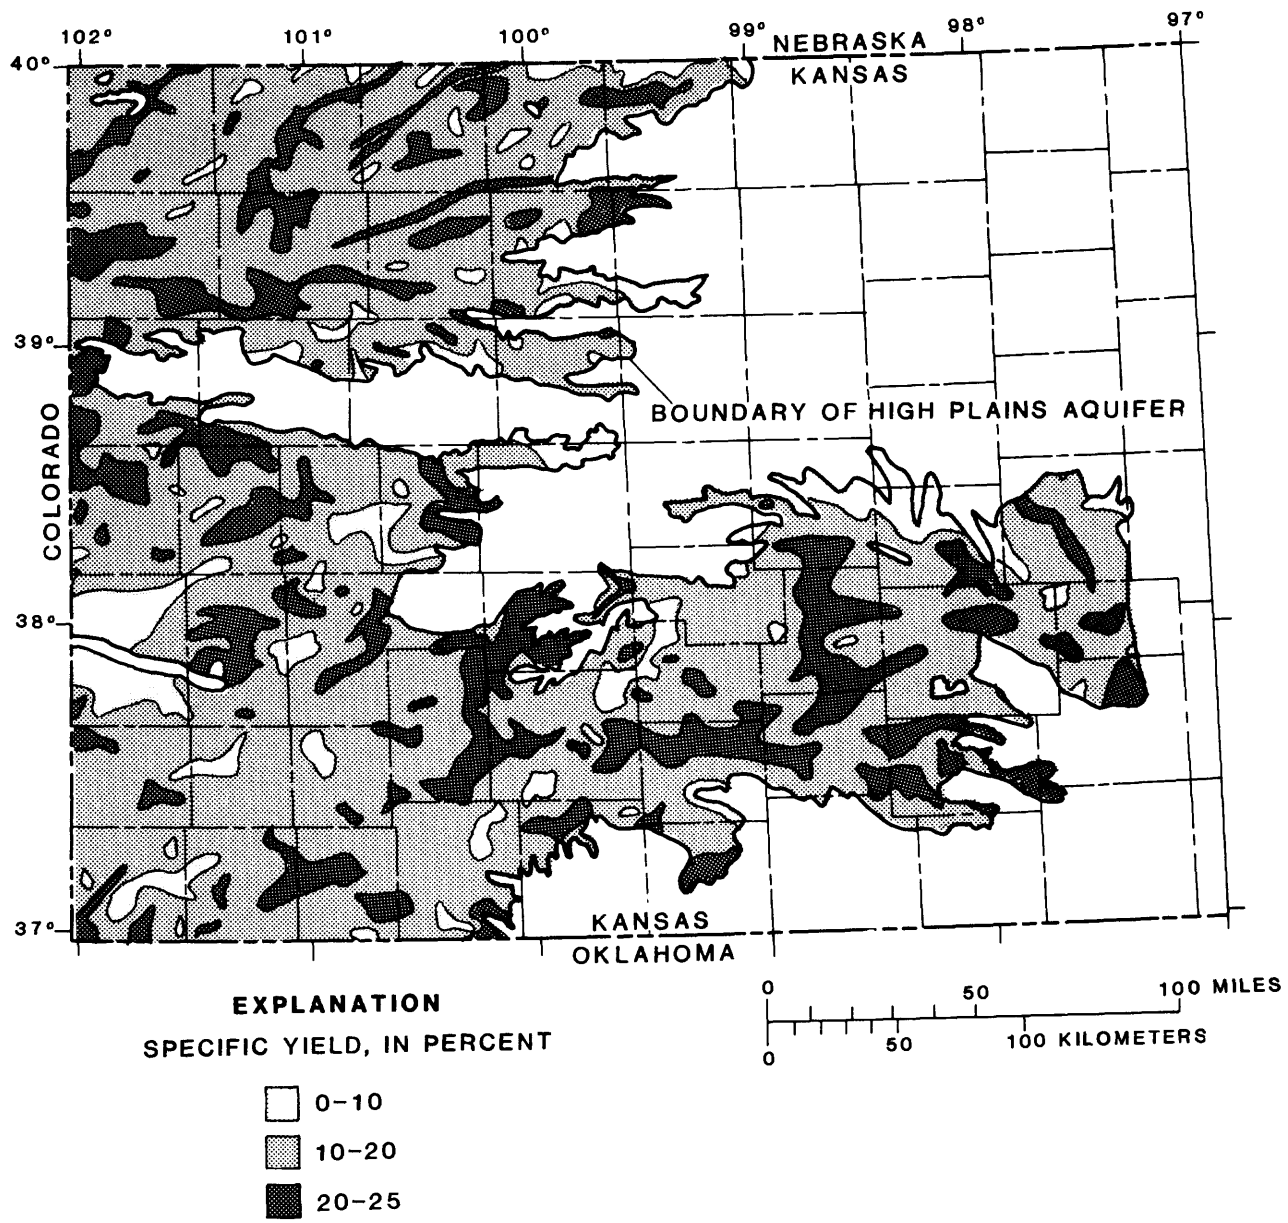 102° 101° 100° 99° 98° 97°
NEBRASKA
40°
KANSAS
39°
BOUNDARY OF HIGH PLAINS AQUIFER
COLORADO
38°
37°
KANSAS
OKLAHOMA
0 50 100 MILES
0 50 100 KILOMETERS
EXPLANATION
SPECIFIC YIELD, IN PERCENT
0-10
10-20
20-25